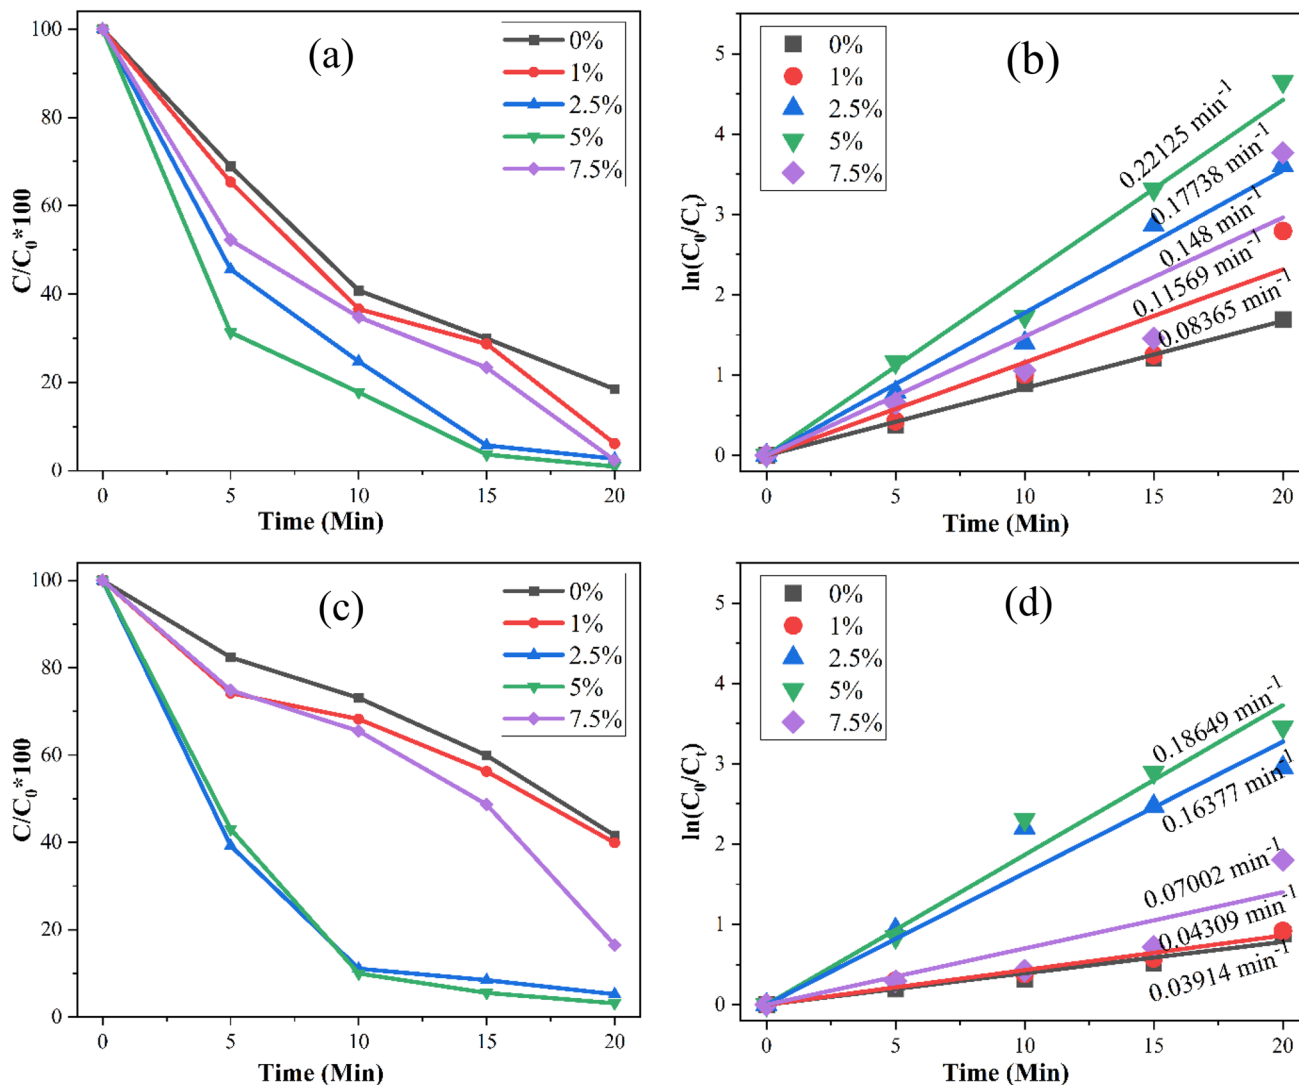 (a)
0%
1%
2.5%
5%
7.5%
100
80
60
40
20
0
C/C0*100
0 5 10 15 20
Time (Min)
(b)
0%
1%
2.5%
5%
7.5%
5
4
3
2
1
0
ln(C0/Ct)
0.22125 min-1
0.17738 min-1
0.148 min-1
0.11569 min-1
0.08365 min-1
0 5 10 15 20
Time (Min)
(c)
0%
1%
2.5%
5%
7.5%
100
80
60
40
20
0
C/C0*100
0 5 10 15 20
Time (Min)
(d)
0%
1%
2.5%
5%
7.5%
5
4
3
2
1
0
ln(C0/Ct)
0.18649 min-1
0.16377 min-1
0.07002 min-1
0.04309 min-1
0.03914 min-1
0 5 10 15 20
Time (Min)